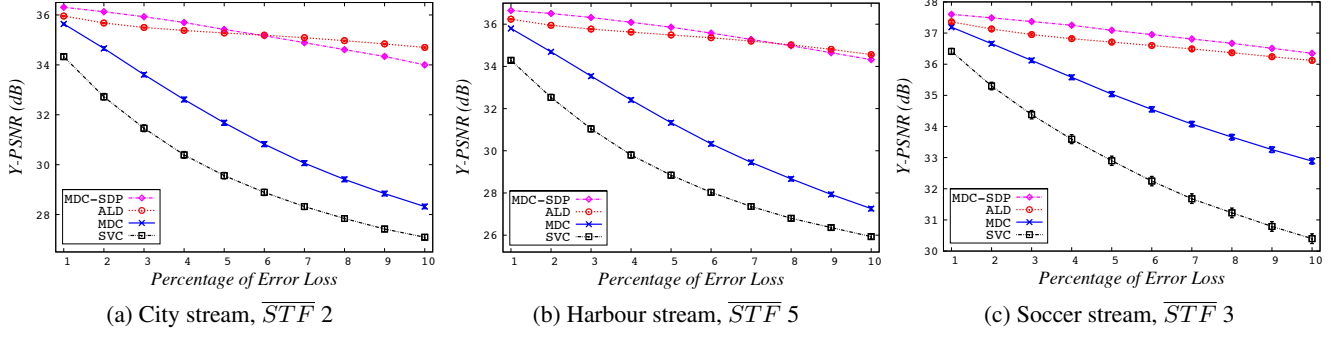 36
34
32
30
28
Y-PSNR (dB)
MDC-SDP
ALD
MDC
SVC
1 2 3 4 5 6 7 8 9 10
Percentage of Error Loss
(a) City stream, S̅T̅F̅ 2
36
34
32
30
28
26
Y-PSNR (dB)
MDC-SDP
ALD
MDC
SVC
1 2 3 4 5 6 7 8 9 10
Percentage of Error Loss
(b) Harbour stream, S̅T̅F̅ 5
38
37
36
35
34
33
32
31
30
Y-PSNR (dB)
MDC-SDP
ALD
MDC
SVC
1 2 3 4 5 6 7 8 9 10
Percentage of Error Loss
(c) Soccer stream, S̅T̅F̅ 3